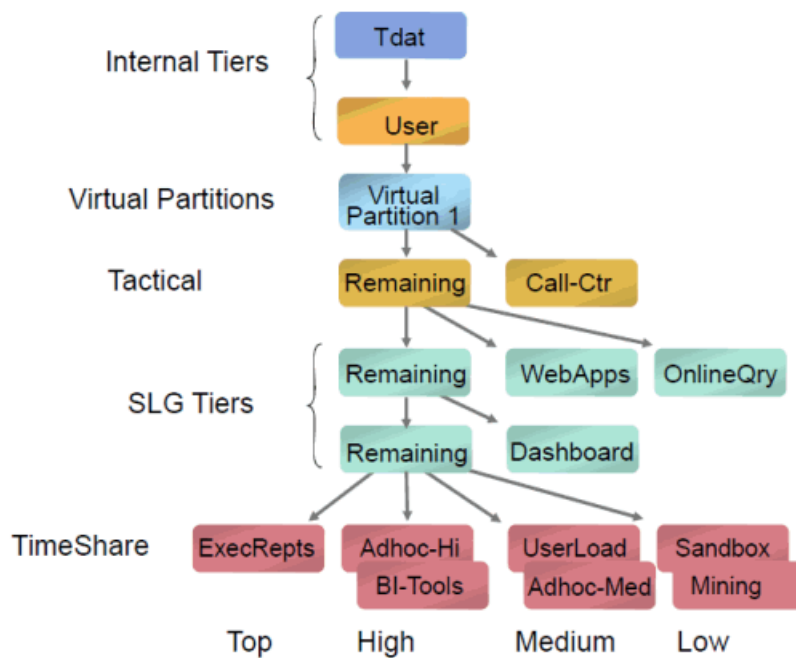 Internal Tiers
Tdat
User
Virtual Partitions
Virtual
Partition 1
Tactical
Remaining
Call-Ctr
SLG Tiers
Remaining
WebApps
OnlineQry
Remaining
Dashboard
TimeShare
ExecRepts
Adhoc-Hi
UserLoad
Sandbox
BI-Tools
Adhoc-Med
Mining
Top
High
Medium
Low